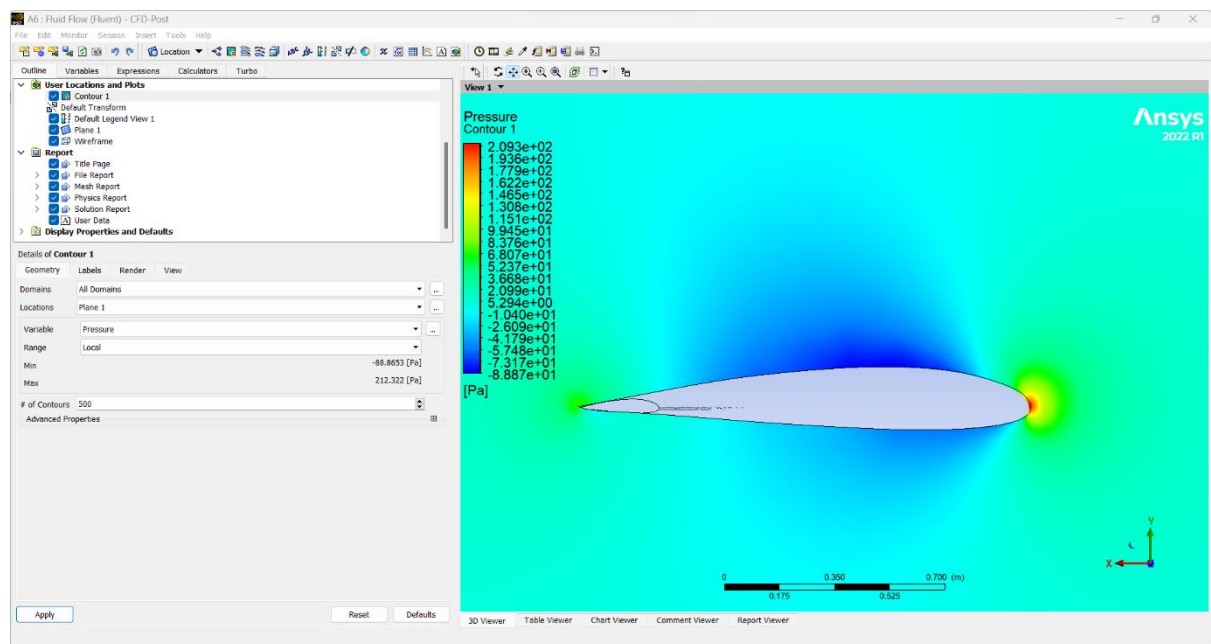 A6 : Fluid Flow (Fluent) - CFD-Post
File Edit Monitor Session Insert Tools Help
Location
Outline Variables Expressions Calculators Turbo
User Locations and Plots
Contour 1
Default Transform
Default Legend View 1
Plane 1
Wireframe
Report
Title Page
File Report
Mesh Report
Physics Report
Solution Report
User Data
Display Properties and Defaults
Details of Contour 1
Geometry Labels Render View
Domains All Domains ...
Locations Plane 1 ...
Variable Pressure ...
Range Local
Min -88.8653 [Pa]
Max 212.322 [Pa]
# of Contours 500
Advanced Properties
Apply Reset Defaults
View 1
Pressure
Contour 1
2.093e+02
1.936e+02
1.779e+02
1.622e+02
1.465e+02
1.308e+02
1.151e+02
9.945e+01
8.376e+01
6.807e+01
5.237e+01
3.668e+01
2.099e+01
5.294e+00
-1.040e+01
-2.609e+01
-4.179e+01
-5.748e+01
-7.317e+01
-8.887e+01
[Pa]
Ansys
2022 R1
Y
X
0 0.350 0.700 (m)
0.175 0.525
3D Viewer Table Viewer Chart Viewer Comment Viewer Report Viewer